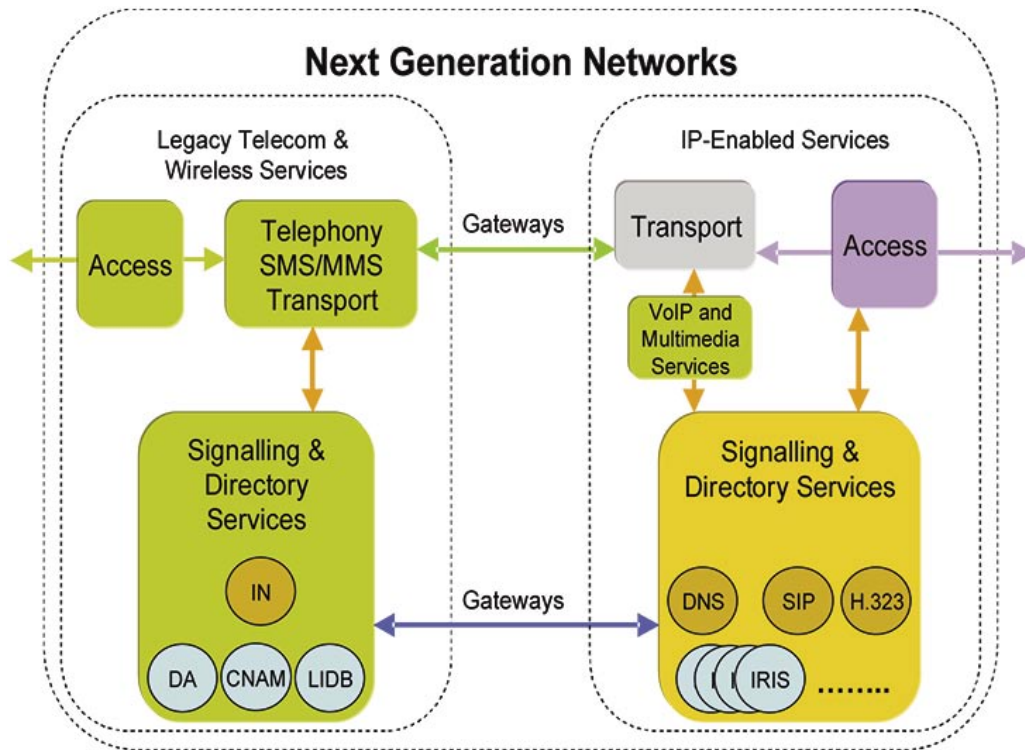 Next Generation Networks
Legacy Telecom &
Wireless Services
Access
Telephony
SMS/MMS
Transport
Gateways
IP-Enabled Services
Transport
Access
VoIP and
Multimedia
Services
Signalling &
Directory
Services
IN
DA
CNAM
LIDB
Gateways
Signalling &
Directory Services
DNS
SIP
H.323
IRIS
........